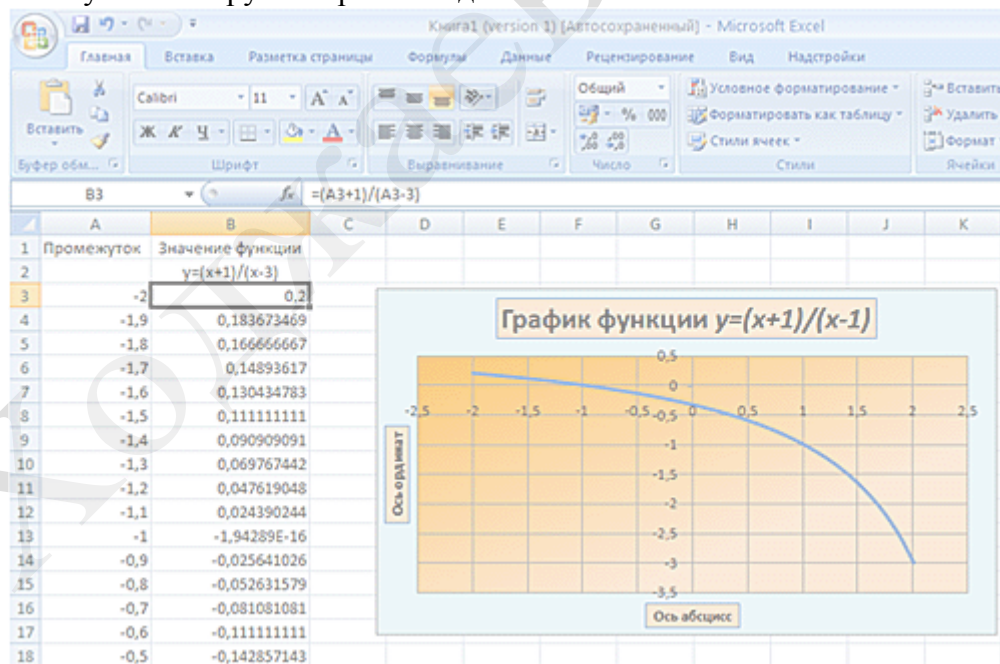 Книга1 (version 1) [Автосохраненный] - Microsoft Excel
Главная Вставка Разметка страницы Формулы Данные Рецензирование Вид Надстройки
Вставить
Calibri 11
Ж К Ч
Общий
% 000
Условное форматирование
Форматировать как таблицу
Стили ячеек
Вставить
Удалить
Формат
Буфер обм... Шрифт Выравнивание Число Стили Ячейки
B3 fx =(A3+1)/(A3-3)
A B C D E F G H I J K
1 Промежуток Значение функции
2 y=(x+1)/(x-3)
3 -2 0,2
4 -1,9 0,183673469
5 -1,8 0,166666667
6 -1,7 0,14893617
7 -1,6 0,130434783
8 -1,5 0,111111111
9 -1,4 0,090909091
10 -1,3 0,069767442
11 -1,2 0,047619048
12 -1,1 0,024390244
13 -1 -1,94289E-16
14 -0,9 -0,025641026
15 -0,8 -0,052631579
16 -0,7 -0,081081081
17 -0,6 -0,111111111
18 -0,5 -0,142857143
График функции y=(x+1)/(x-1)
0,5
0
-2,5 -2 -1,5 -1 -0,5 0 0,5 1 1,5 2 2,5
-0,5
-1
-1,5
-2
-2,5
-3
-3,5
Ось ординат
Ось абсцисс